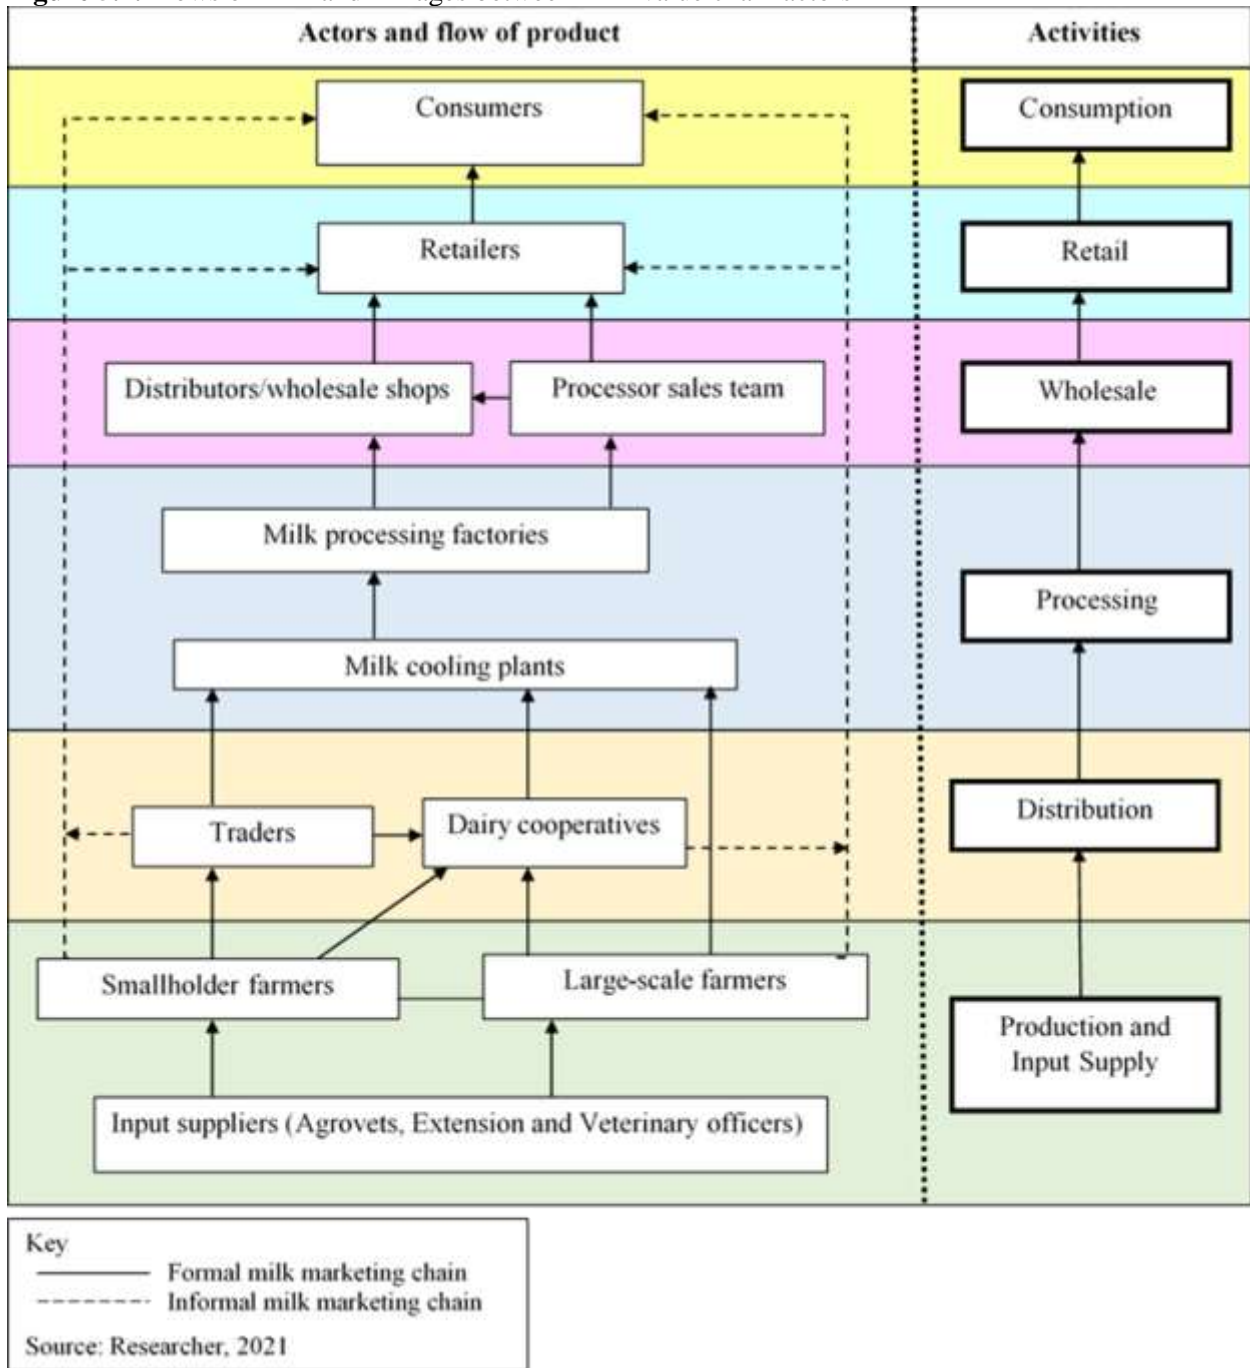 Actors and flow of product
Activities
Consumers
Consumption
Retailers
Retail
Distributors/wholesale shops
Processor sales team
Wholesale
Milk processing factories
Processing
Milk cooling plants
Traders
Dairy cooperatives
Distribution
Smallholder farmers
Large-scale farmers
Production and
Input Supply
Input suppliers (Agrovets, Extension and Veterinary officers)
Key
Formal milk marketing chain
Informal milk marketing chain
Source: Researcher, 2021